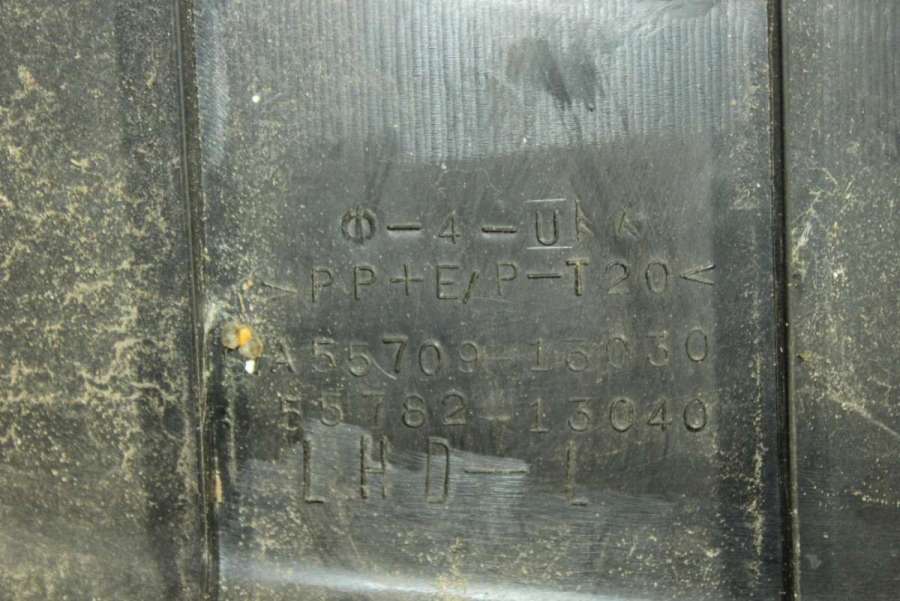 Φ-4-U
>PP+E/P-T20<
A55709-13030
55782-13040
LHD-L